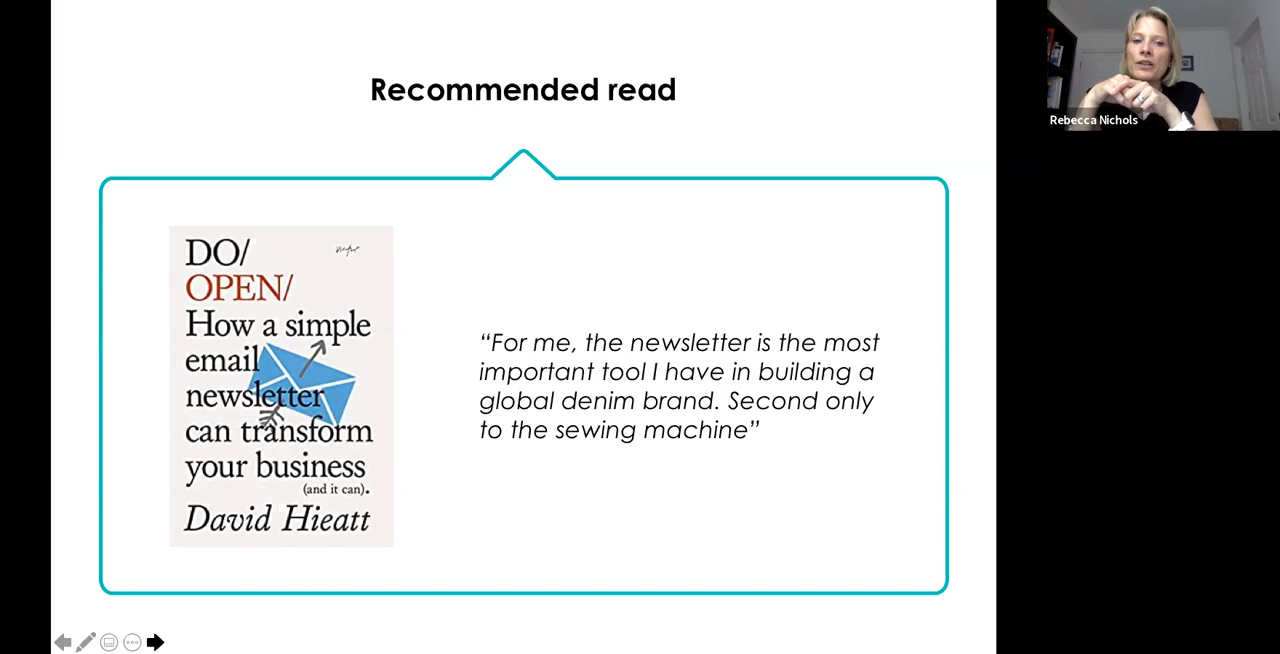 Recommended read
DO/
OPEN/
How a simple
email
newsletter
can transform
your business
(and it can).
David Hieatt
“For me, the newsletter is the most
important tool I have in building a
global denim brand. Second only
to the sewing machine”
Rebecca Nichols